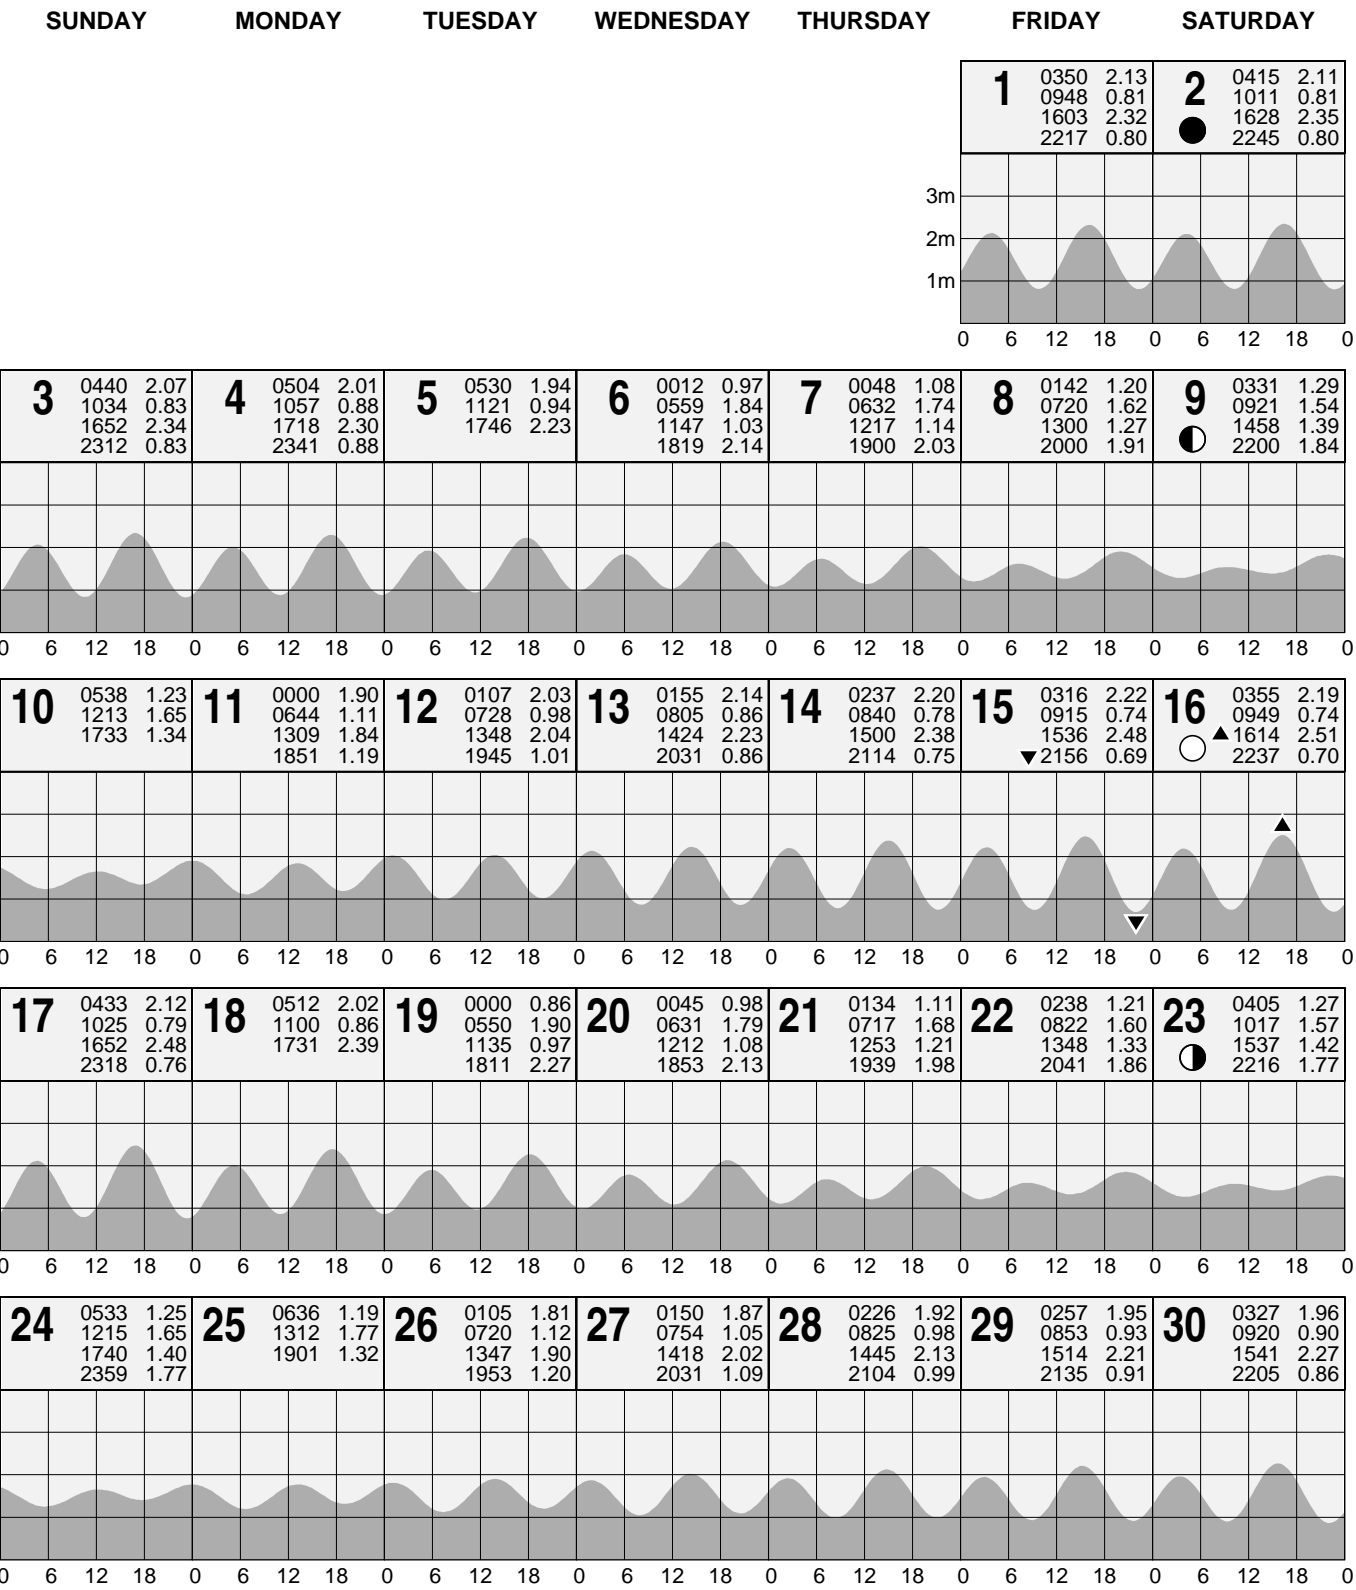 SUNDAY MONDAY TUESDAY WEDNESDAY THURSDAY FRIDAY SATURDAY
1 0350 2.13
0948 0.81
1603 2.32
2217 0.80
2 0415 2.11
1011 0.81
1628 2.35
2245 0.80
3m
2m
1m
0 6 12 18 0 6 12 18 0
3 0440 2.07
1034 0.83
1652 2.34
2312 0.83
4 0504 2.01
1057 0.88
1718 2.30
2341 0.88
5 0530 1.94
1121 0.94
1746 2.23
6 0012 0.97
0559 1.84
1147 1.03
1819 2.14
7 0048 1.08
0632 1.74
1217 1.14
1900 2.03
8 0142 1.20
0720 1.62
1300 1.27
2000 1.91
9 0331 1.29
0921 1.54
1458 1.39
2200 1.84
0 6 12 18 0 6 12 18 0 6 12 18 0 6 12 18 0 6 12 18 0 6 12 18 0 6 12 18 0
10 0538 1.23
1213 1.65
1733 1.34
11 0000 1.90
0644 1.11
1309 1.84
1851 1.19
12 0107 2.03
0728 0.98
1348 2.04
1945 1.01
13 0155 2.14
0805 0.86
1424 2.23
2031 0.86
14 0237 2.20
0840 0.78
1500 2.38
2114 0.75
15 0316 2.22
0915 0.74
1536 2.48
2156 0.69
16 0355 2.19
0949 0.74
1614 2.51
2237 0.70
0 6 12 18 0 6 12 18 0 6 12 18 0 6 12 18 0 6 12 18 0 6 12 18 0 6 12 18 0
17 0433 2.12
1025 0.79
1652 2.48
2318 0.76
18 0512 2.02
1100 0.86
1731 2.39
19 0000 0.86
0550 1.90
1135 0.97
1811 2.27
20 0045 0.98
0631 1.79
1212 1.08
1853 2.13
21 0134 1.11
0717 1.68
1253 1.21
1939 1.98
22 0238 1.21
0822 1.60
1348 1.33
2041 1.86
23 0405 1.27
1017 1.57
1537 1.42
2216 1.77
0 6 12 18 0 6 12 18 0 6 12 18 0 6 12 18 0 6 12 18 0 6 12 18 0 6 12 18 0
24 0533 1.25
1215 1.65
1740 1.40
2359 1.77
25 0636 1.19
1312 1.77
1901 1.32
26 0105 1.81
0720 1.12
1347 1.90
1953 1.20
27 0150 1.87
0754 1.05
1418 2.02
2031 1.09
28 0226 1.92
0825 0.98
1445 2.13
2104 0.99
29 0257 1.95
0853 0.93
1514 2.21
2135 0.91
30 0327 1.96
0920 0.90
1541 2.27
2205 0.86
0 6 12 18 0 6 12 18 0 6 12 18 0 6 12 18 0 6 12 18 0 6 12 18 0 6 12 18 0